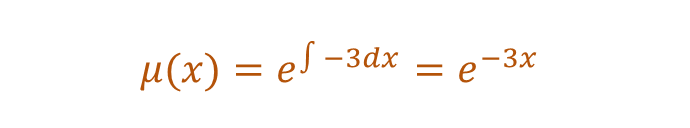 μ(x) = e^{∫ −3dx} = e^{−3x}